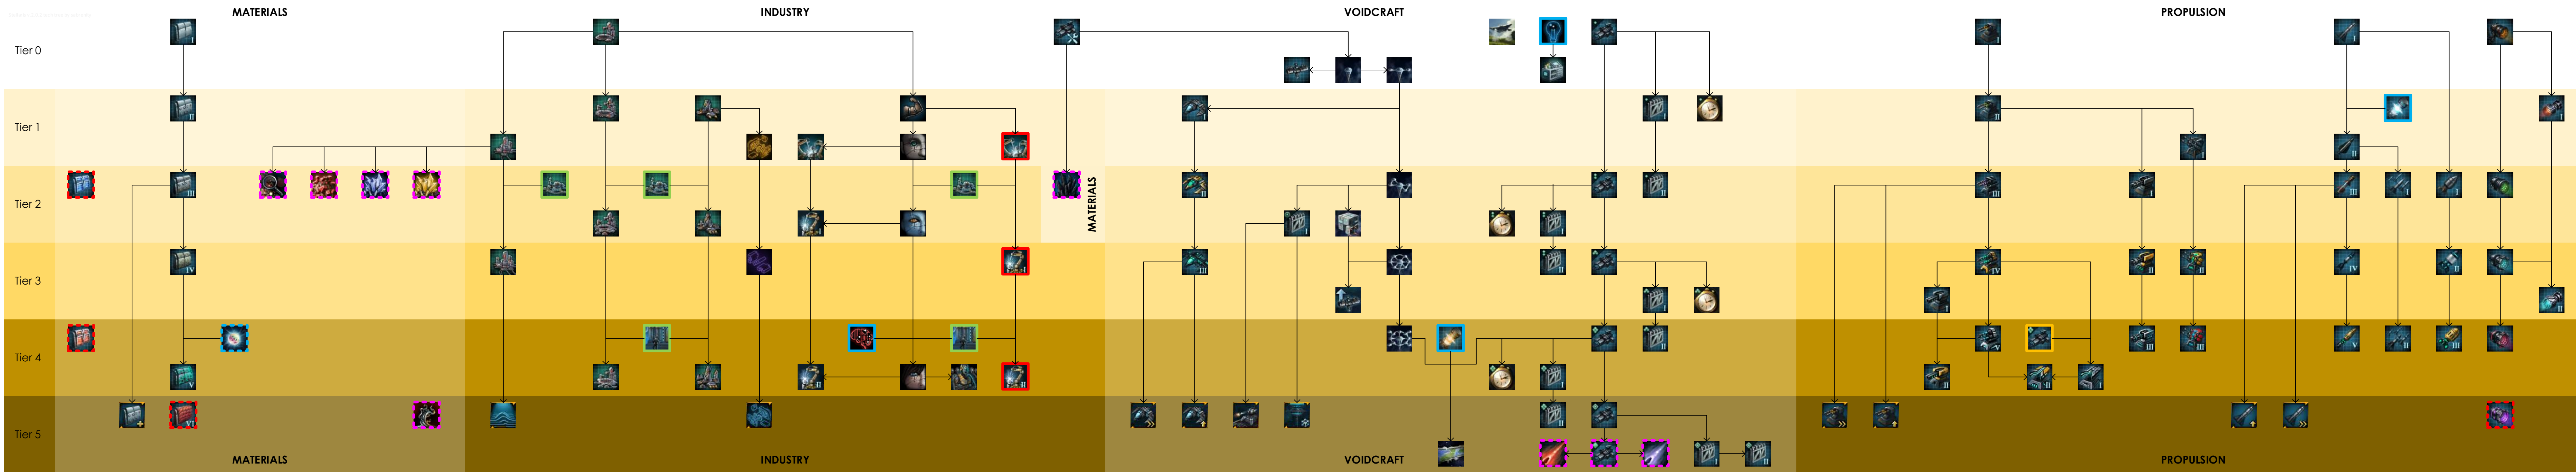 MATERIALS INDUSTRY VOIDCRAFT PROPULSION
Tier 0
Tier 1
Tier 2
MATERIALS
Tier 3
Tier 4
Tier 5
MATERIALS INDUSTRY VOIDCRAFT PROPULSION